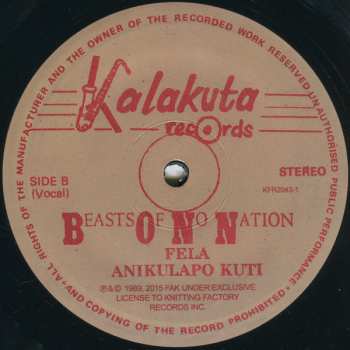 ALL RIGHTS OF THE MANUFACTURER AND THE OWNER OF THE RECORDED WORK RESERVED UNAUTHORISED PUBLIC PERFORMANCE
AND COPYING OF THE RECORD PROHIBITED
Kalakuta
records
SIDE B
(Vocal)
STEREO
KFR2043-1
BEASTS OF NO NATION
FELA
ANIKULAPO KUTI
℗& © 1989, 2015 FAK UNDER EXCLUSIVE
LICENSE TO KNITTING FACTORY
RECORDS INC.